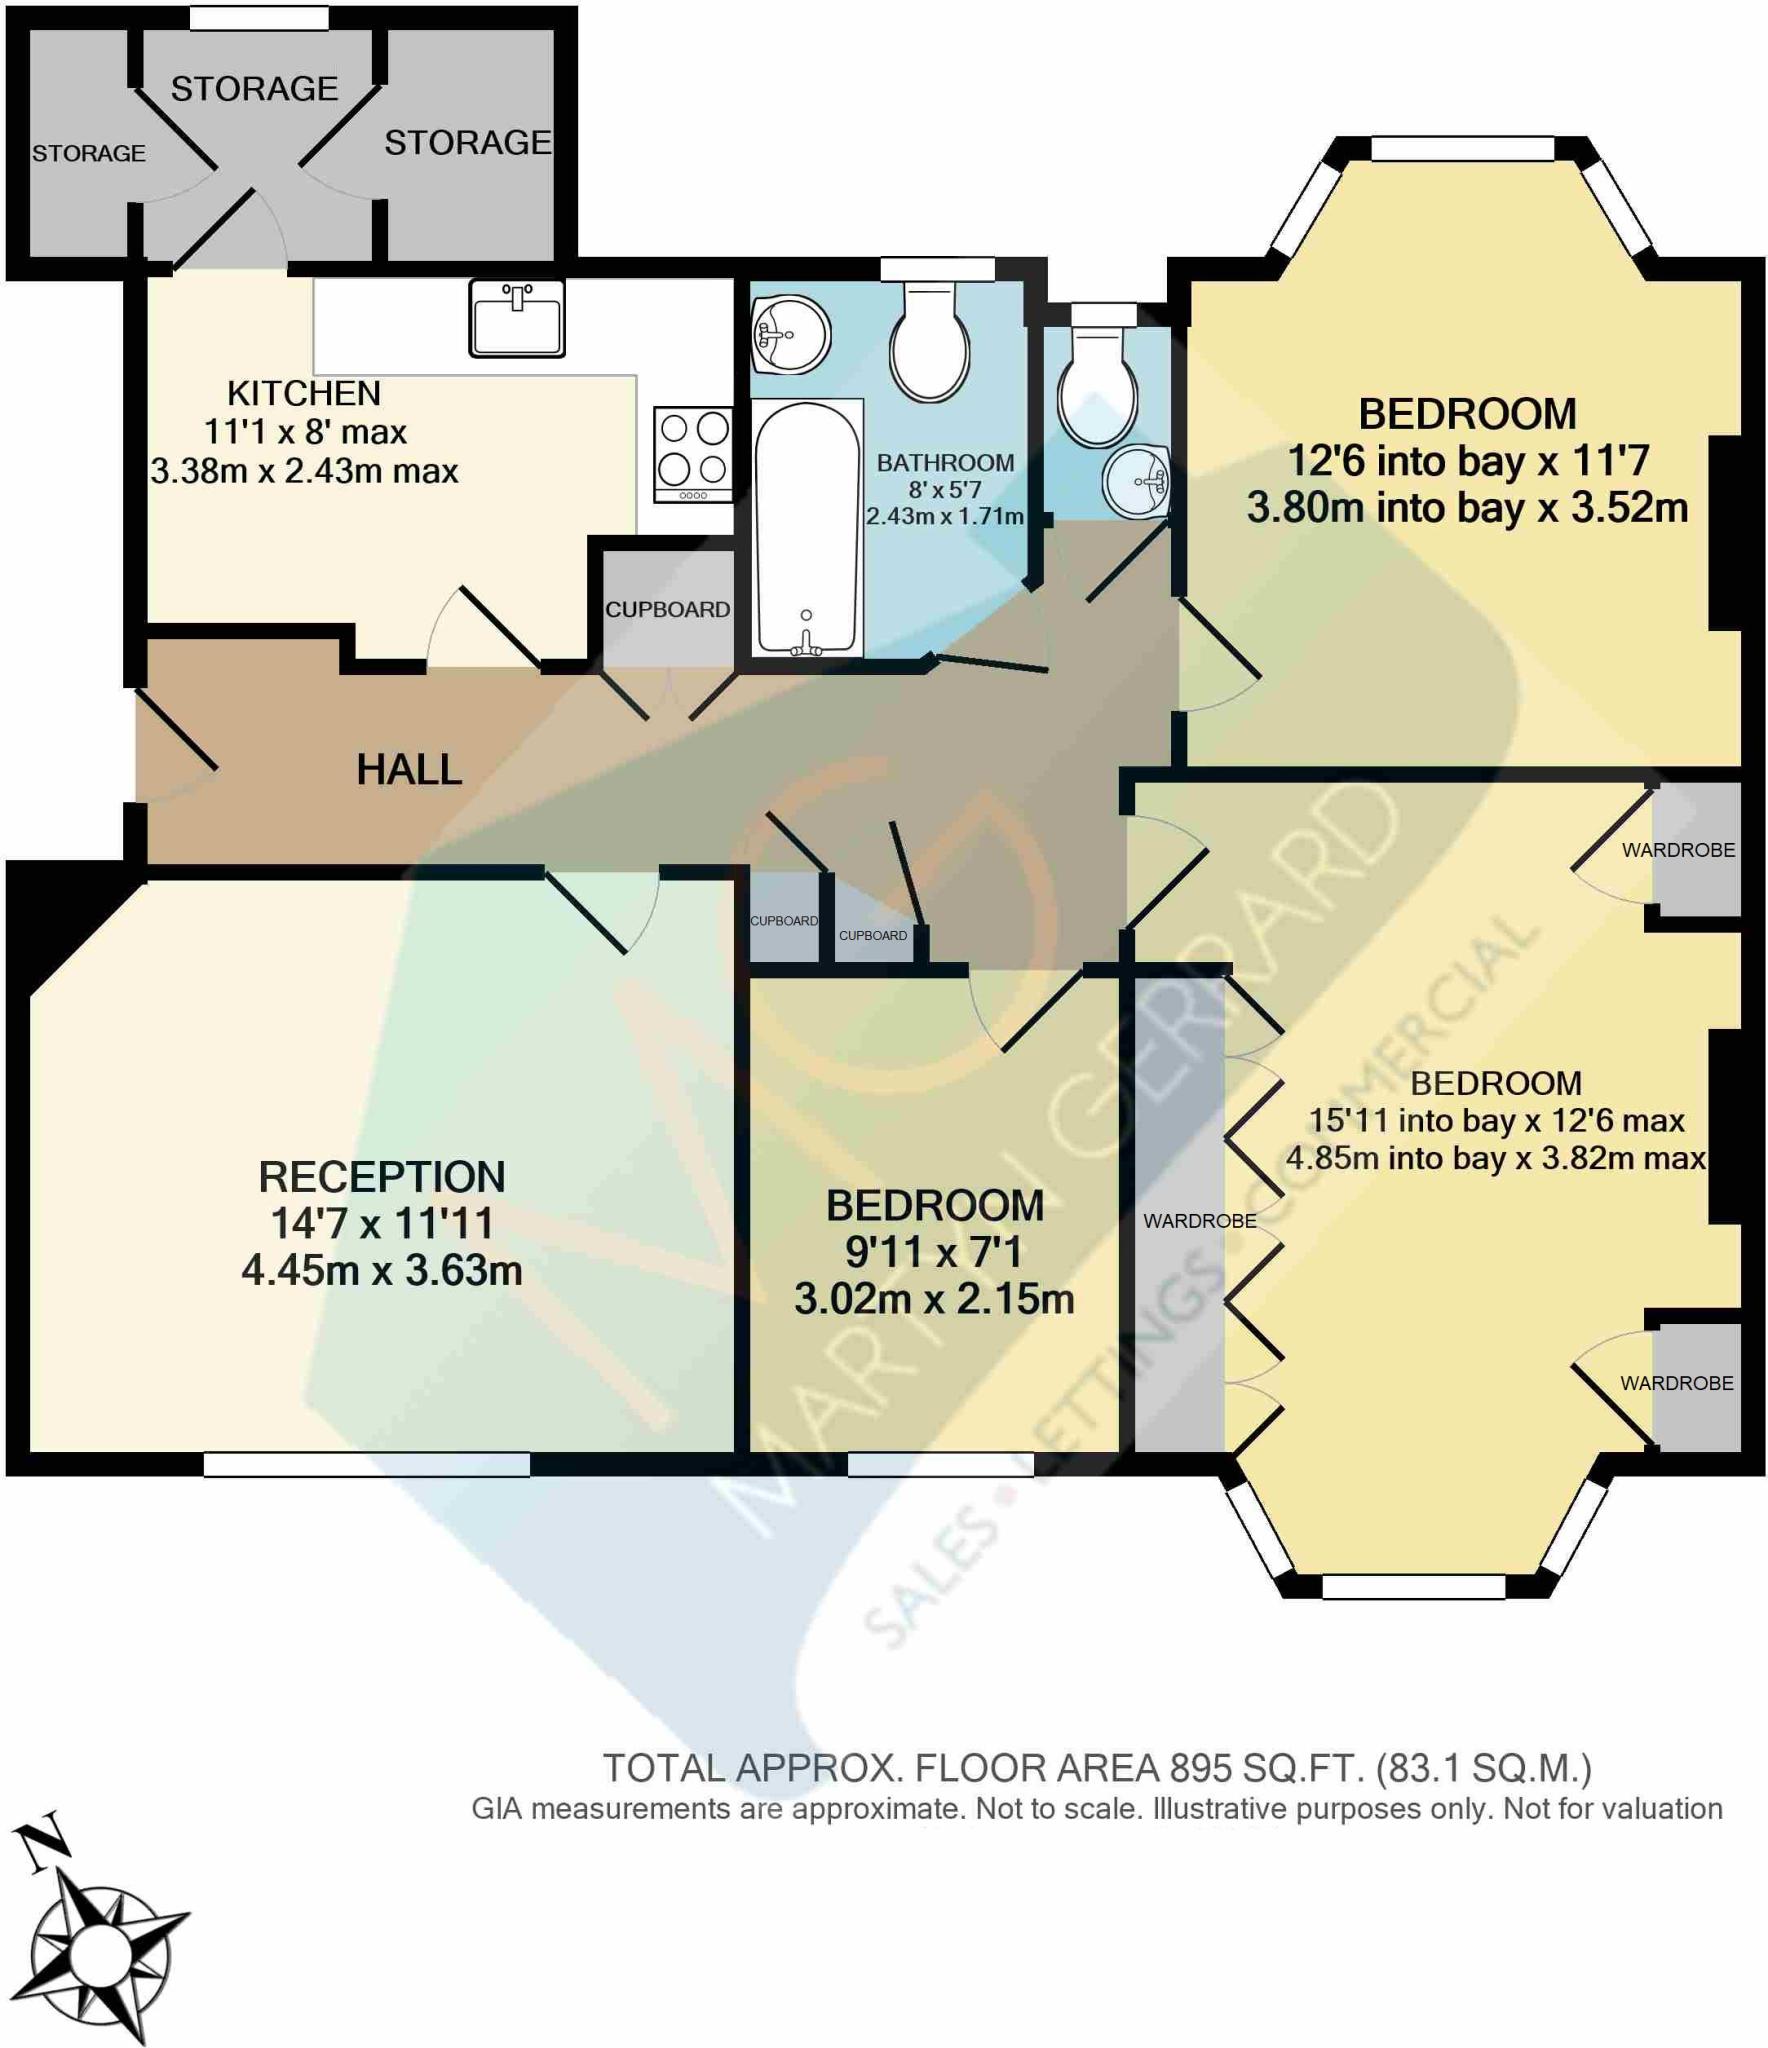 STORAGE
STORAGE
STORAGE
KITCHEN
11'1 x 8' max
3.38m x 2.43m max
BATHROOM
8' x 5'7
2.43m x 1.71m
BEDROOM
12'6 into bay x 11'7
3.80m into bay x 3.52m
CUPBOARD
HALL
WARDROBE
CUPBOARD
CUPBOARD
RECEPTION
14'7 x 11'11
4.45m x 3.63m
BEDROOM
9'11 x 7'1
3.02m x 2.15m
BEDROOM
15'11 into bay x 12'6 max
4.85m into bay x 3.82m max
WARDROBE
WARDROBE
MARTYN GERRARD
SALES • LETTINGS • COMMERCIAL
TOTAL APPROX. FLOOR AREA 895 SQ.FT. (83.1 SQ.M.)
GIA measurements are approximate. Not to scale. Illustrative purposes only. Not for valuation
N